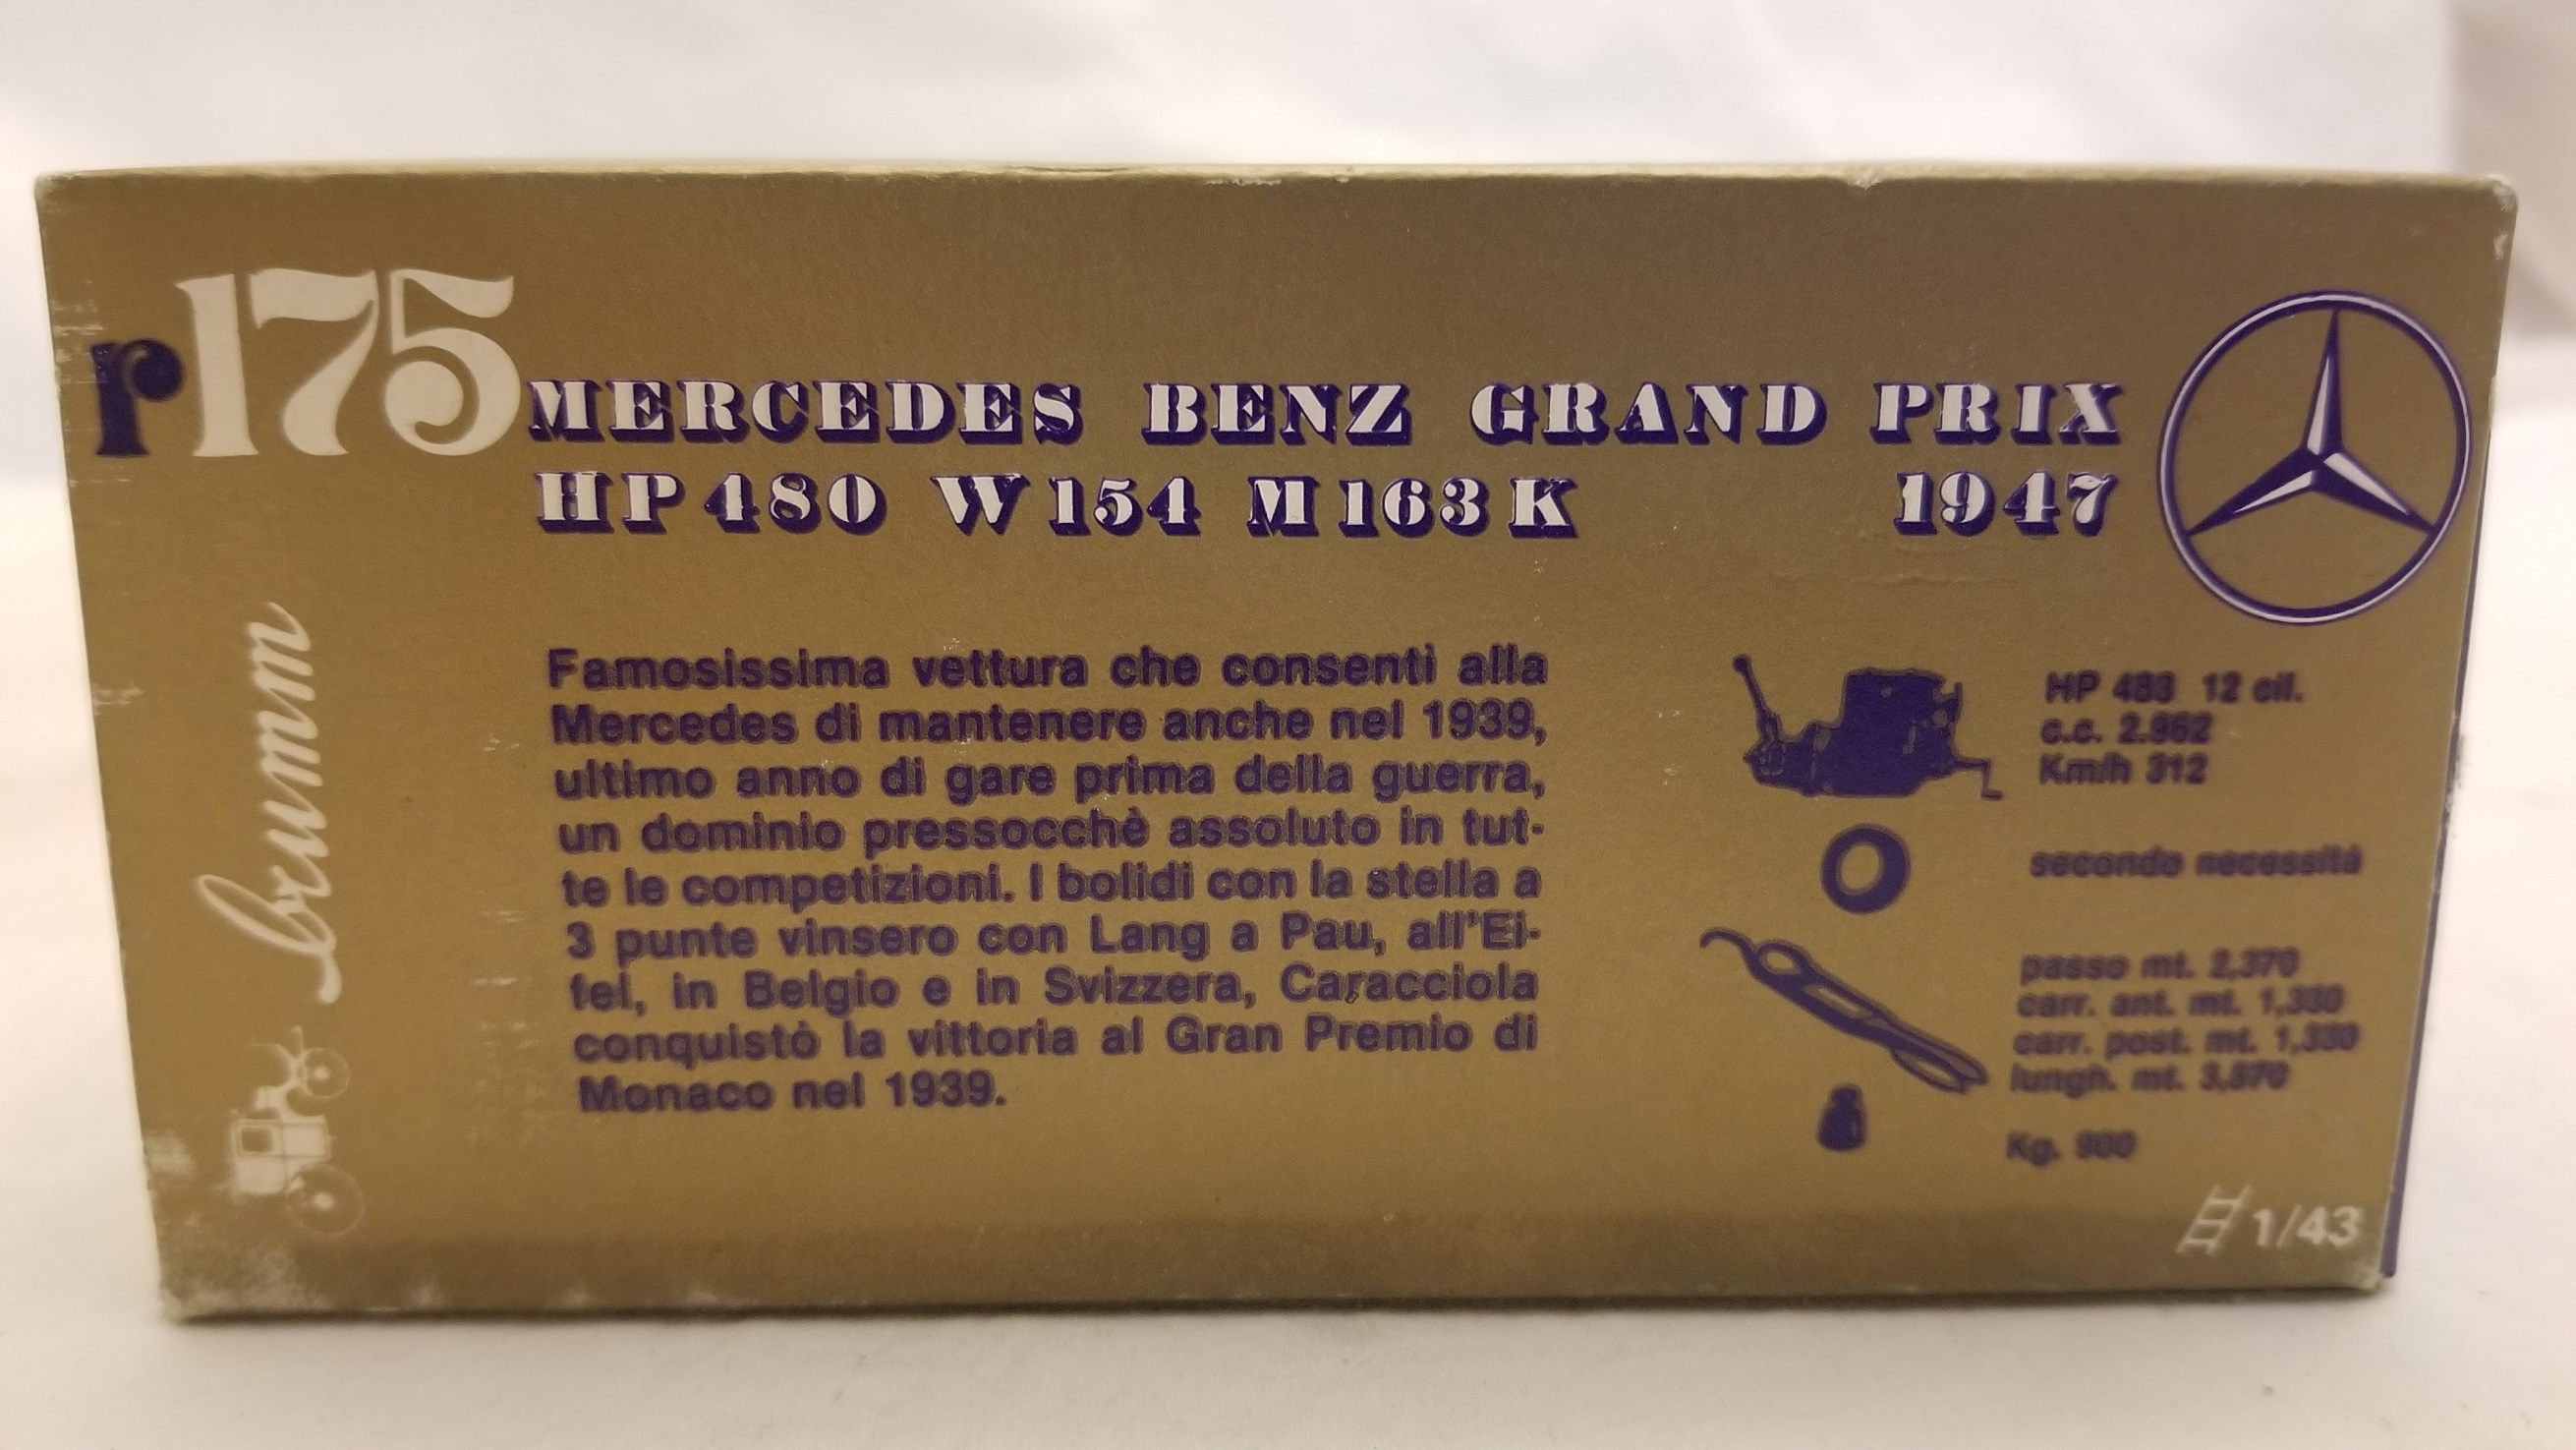 r175
MERCEDES BENZ GRAND PRIX
HP 480 W 154 M 163 K 1947
brumm
Famosissima vettura che consentì alla
Mercedes di mantenere anche nel 1939,
ultimo anno di gare prima della guerra,
un dominio pressocchè assoluto in tut-
te le competizioni. I bolidi con la stella a
3 punte vinsero con Lang a Pau, all'Ei-
fel, in Belgio e in Svizzera, Caracciola
conquistò la vittoria al Gran Premio di
Monaco nel 1939.
HP 483 12 cil.
c.c. 2.962
Km/h 312
secondo necessità
passo mt. 2,370
carr. ant. mt. 1,330
carr. post. mt. 1,330
lungh. mt.
Kg.
1/43